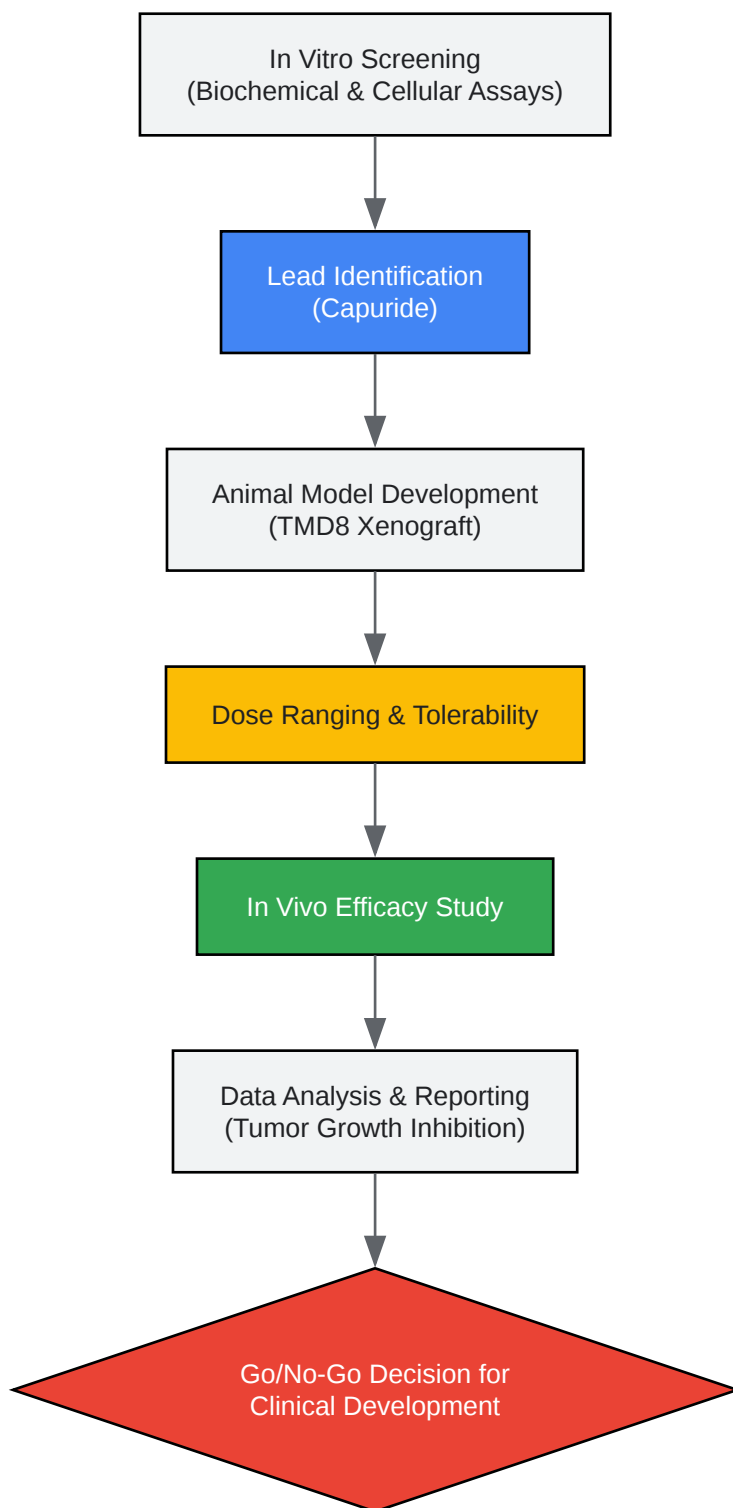 In Vitro Screening
(Biochemical & Cellular Assays)
Lead Identification
(Capuride)
Animal Model Development
(TMD8 Xenograft)
Dose Ranging & Tolerability
In Vivo Efficacy Study
Data Analysis & Reporting
(Tumor Growth Inhibition)
Go/No-Go Decision for
Clinical Development